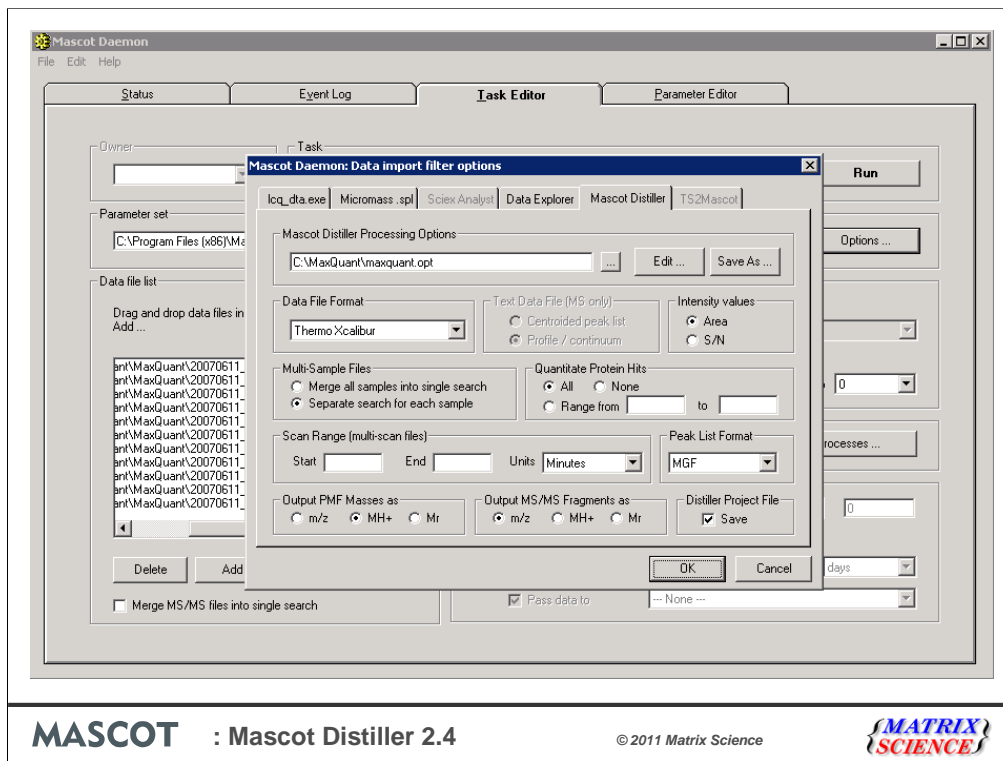 Mascot Daemon
File Edit Help
Status
Event Log
Task Editor
Parameter Editor
Owner
Task
Run
Parameter set
C:\Program Files (x86)\Ma
Options ...
Data file list
Drag and drop data files in
Add ...
ant\MaxQuant\20070611_
ant\MaxQuant\20070611_
ant\MaxQuant\20070611_
ant\MaxQuant\20070611_
ant\MaxQuant\20070611_
ant\MaxQuant\20070611_
ant\MaxQuant\20070611_
ant\MaxQuant\20070611_
ant\MaxQuant\20070611_
ant\MaxQuant\20070611_
ant\MaxQuant\20070611_
Delete
Add
Merge MS/MS files into single search
Mascot Daemon: Data import filter options
lcq_dta.exe
Micromass .spl
Sciex Analyst
Data Explorer
Mascot Distiller
TS2Mascot
Mascot Distiller Processing Options
C:\MaxQuant\maxquant.opt
...
Edit ...
Save As ...
Data File Format
Thermo Xcalibur
Text Data File (MS only)
Centroided peak list
Profile / continuum
Intensity values
Area
S/N
Multi-Sample Files
Merge all samples into single search
Separate search for each sample
Quantitate Protein Hits
All None
Range from to
Scan Range (multi-scan files)
Start End Units Minutes
Peak List Format
MGF
Output PMF Masses as
m/z MH+ Mr
Output MS/MS Fragments as
m/z MH+ Mr
Distiller Project File
Save
OK
Cancel
0
rocesses ...
0
days
Pass data to
--- None ---
MASCOT : Mascot Distiller 2.4
© 2011 Matrix Science
MATRIX
SCIENCE